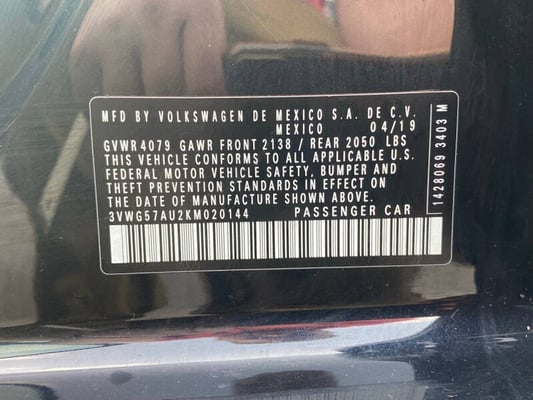 MFD BY VOLKSWAGEN DE MEXICO S.A. DE C.V.
MEXICO 04/19
GVWR 4079 GAWR FRONT 2138 / REAR 2050 LBS
THIS VEHICLE CONFORMS TO ALL APPLICABLE U.S.
FEDERAL MOTOR VEHICLE SAFETY, BUMPER AND
THEFT PREVENTION STANDARDS IN EFFECT ON
THE DATE OF MANUFACTURE SHOWN ABOVE.
3VWG57AU2KM020144 PASSENGER CAR
1428069 3403M